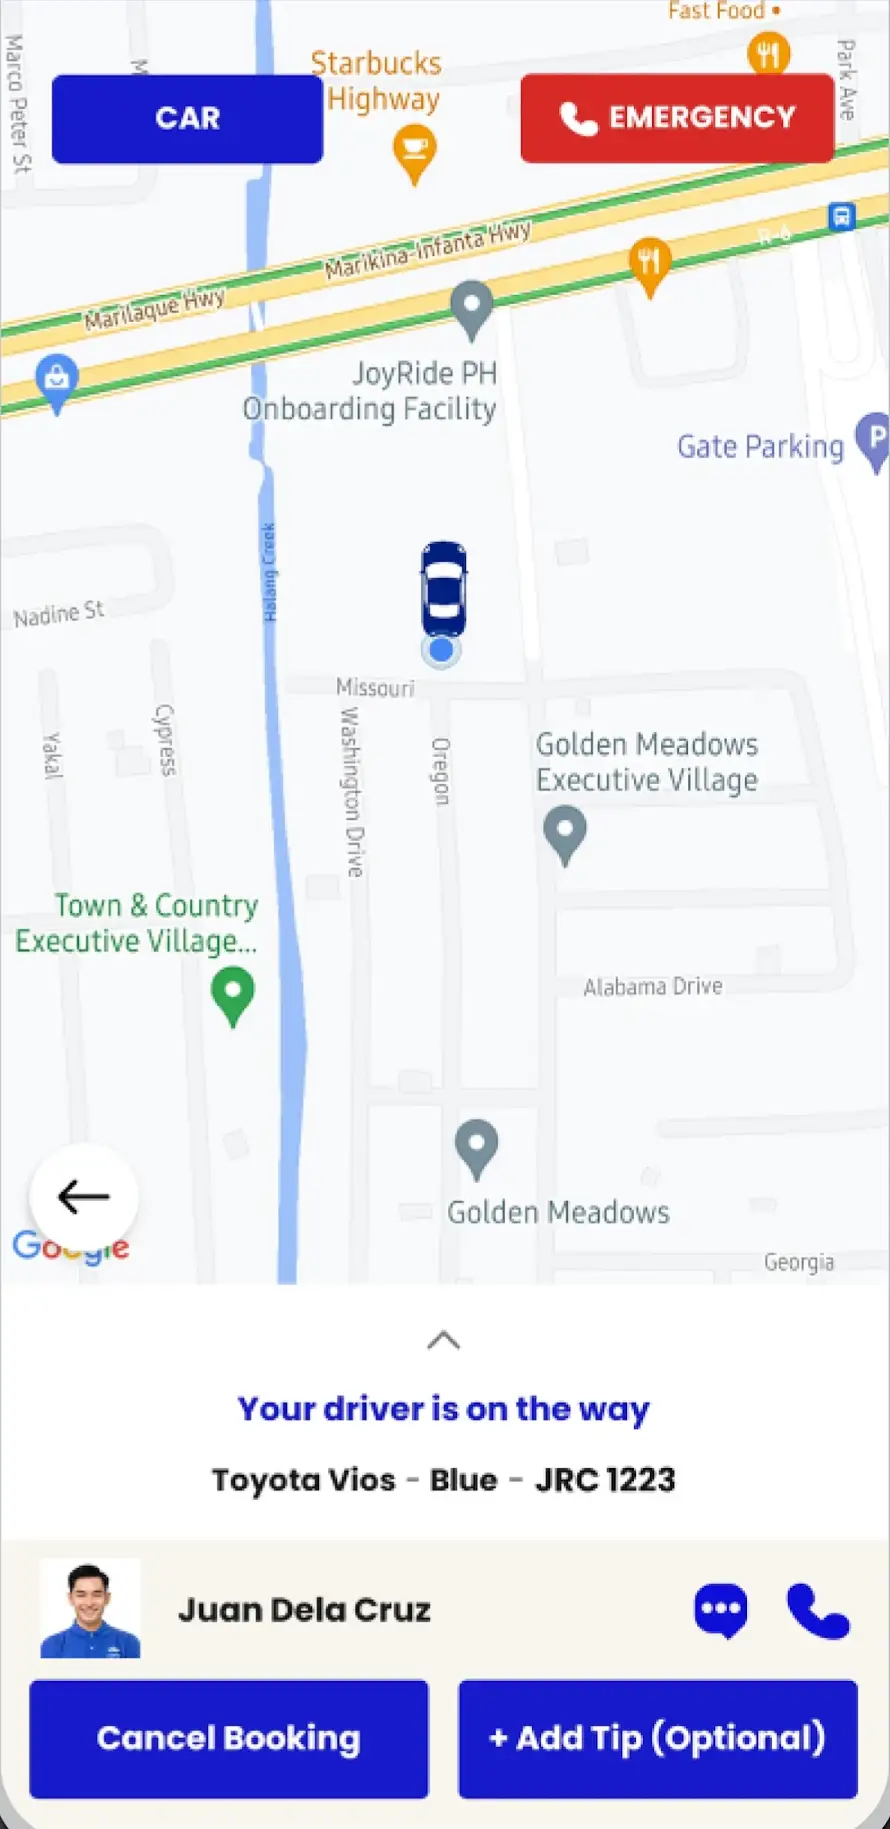 Fast Food
Marco Peter St
M
Starbucks
Highway
Park Ave
CAR
EMERGENCY
Marikina-Infanta Hwy
R-6
Marilaque Hwy
JoyRide PH
Onboarding Facility
Gate Parking
P
Halang Creek
Nadine St
Missouri
Cypress
Yakal
Washington Drive
Oregon
Golden Meadows
Executive Village
Town & Country
Executive Village...
Alabama Drive
Golden Meadows
Google
Georgia
Your driver is on the way
Toyota Vios - Blue - JRC 1223
Juan Dela Cruz
Cancel Booking
+ Add Tip (Optional)